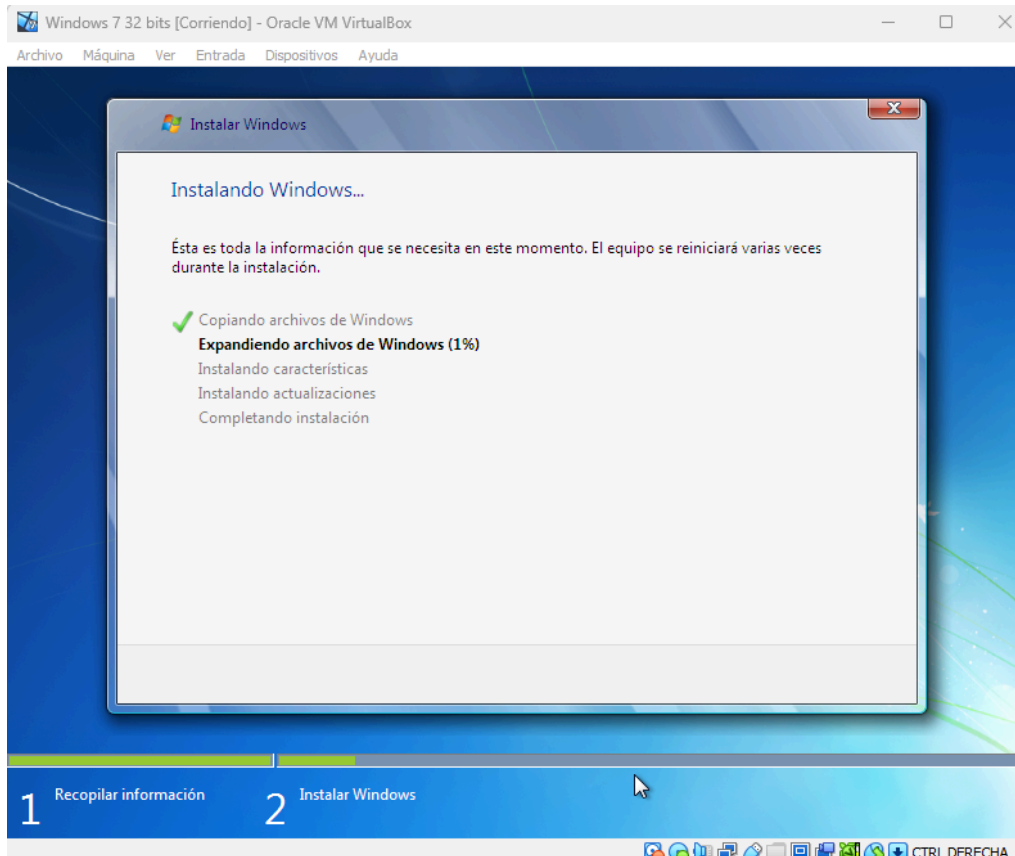 Windows 7 32 bits [Corriendo] - Oracle VM VirtualBox
Archivo Máquina Ver Entrada Dispositivos Ayuda
Instalar Windows
Instalando Windows...
Ésta es toda la información que se necesita en este momento. El equipo se reiniciará varias veces
durante la instalación.
Copiando archivos de Windows
Expandiendo archivos de Windows (1%)
Instalando características
Instalando actualizaciones
Completando instalación
1 Recopilar información 2 Instalar Windows
CTRL DERECHA